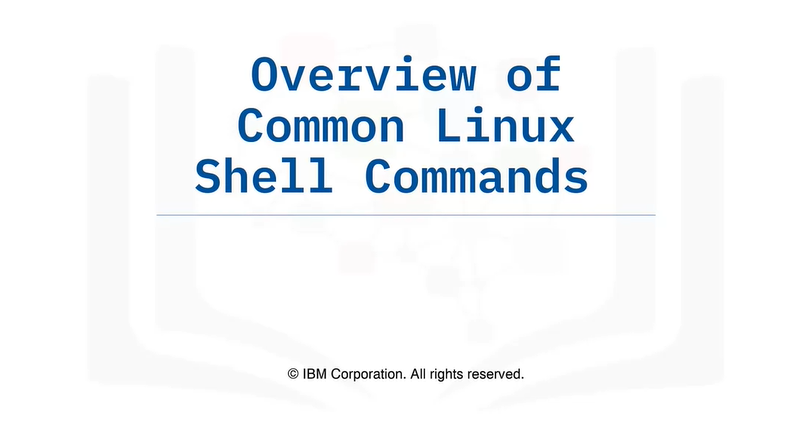 Overview of
Common Linux
Shell Commands
© IBM Corporation. All rights reserved.